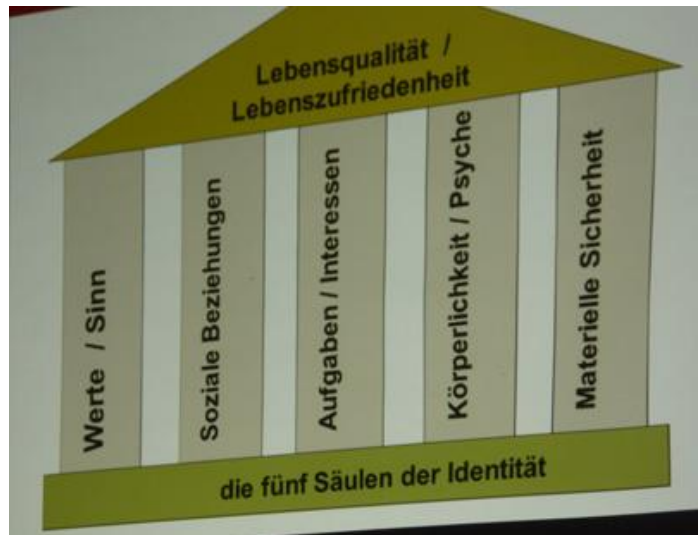 Lebensqualität /
Lebenszufriedenheit
Werte / Sinn
Soziale Beziehungen
Aufgaben / Interessen
Körperlichkeit / Psyche
Materielle Sicherheit
die fünf Säulen der Identität